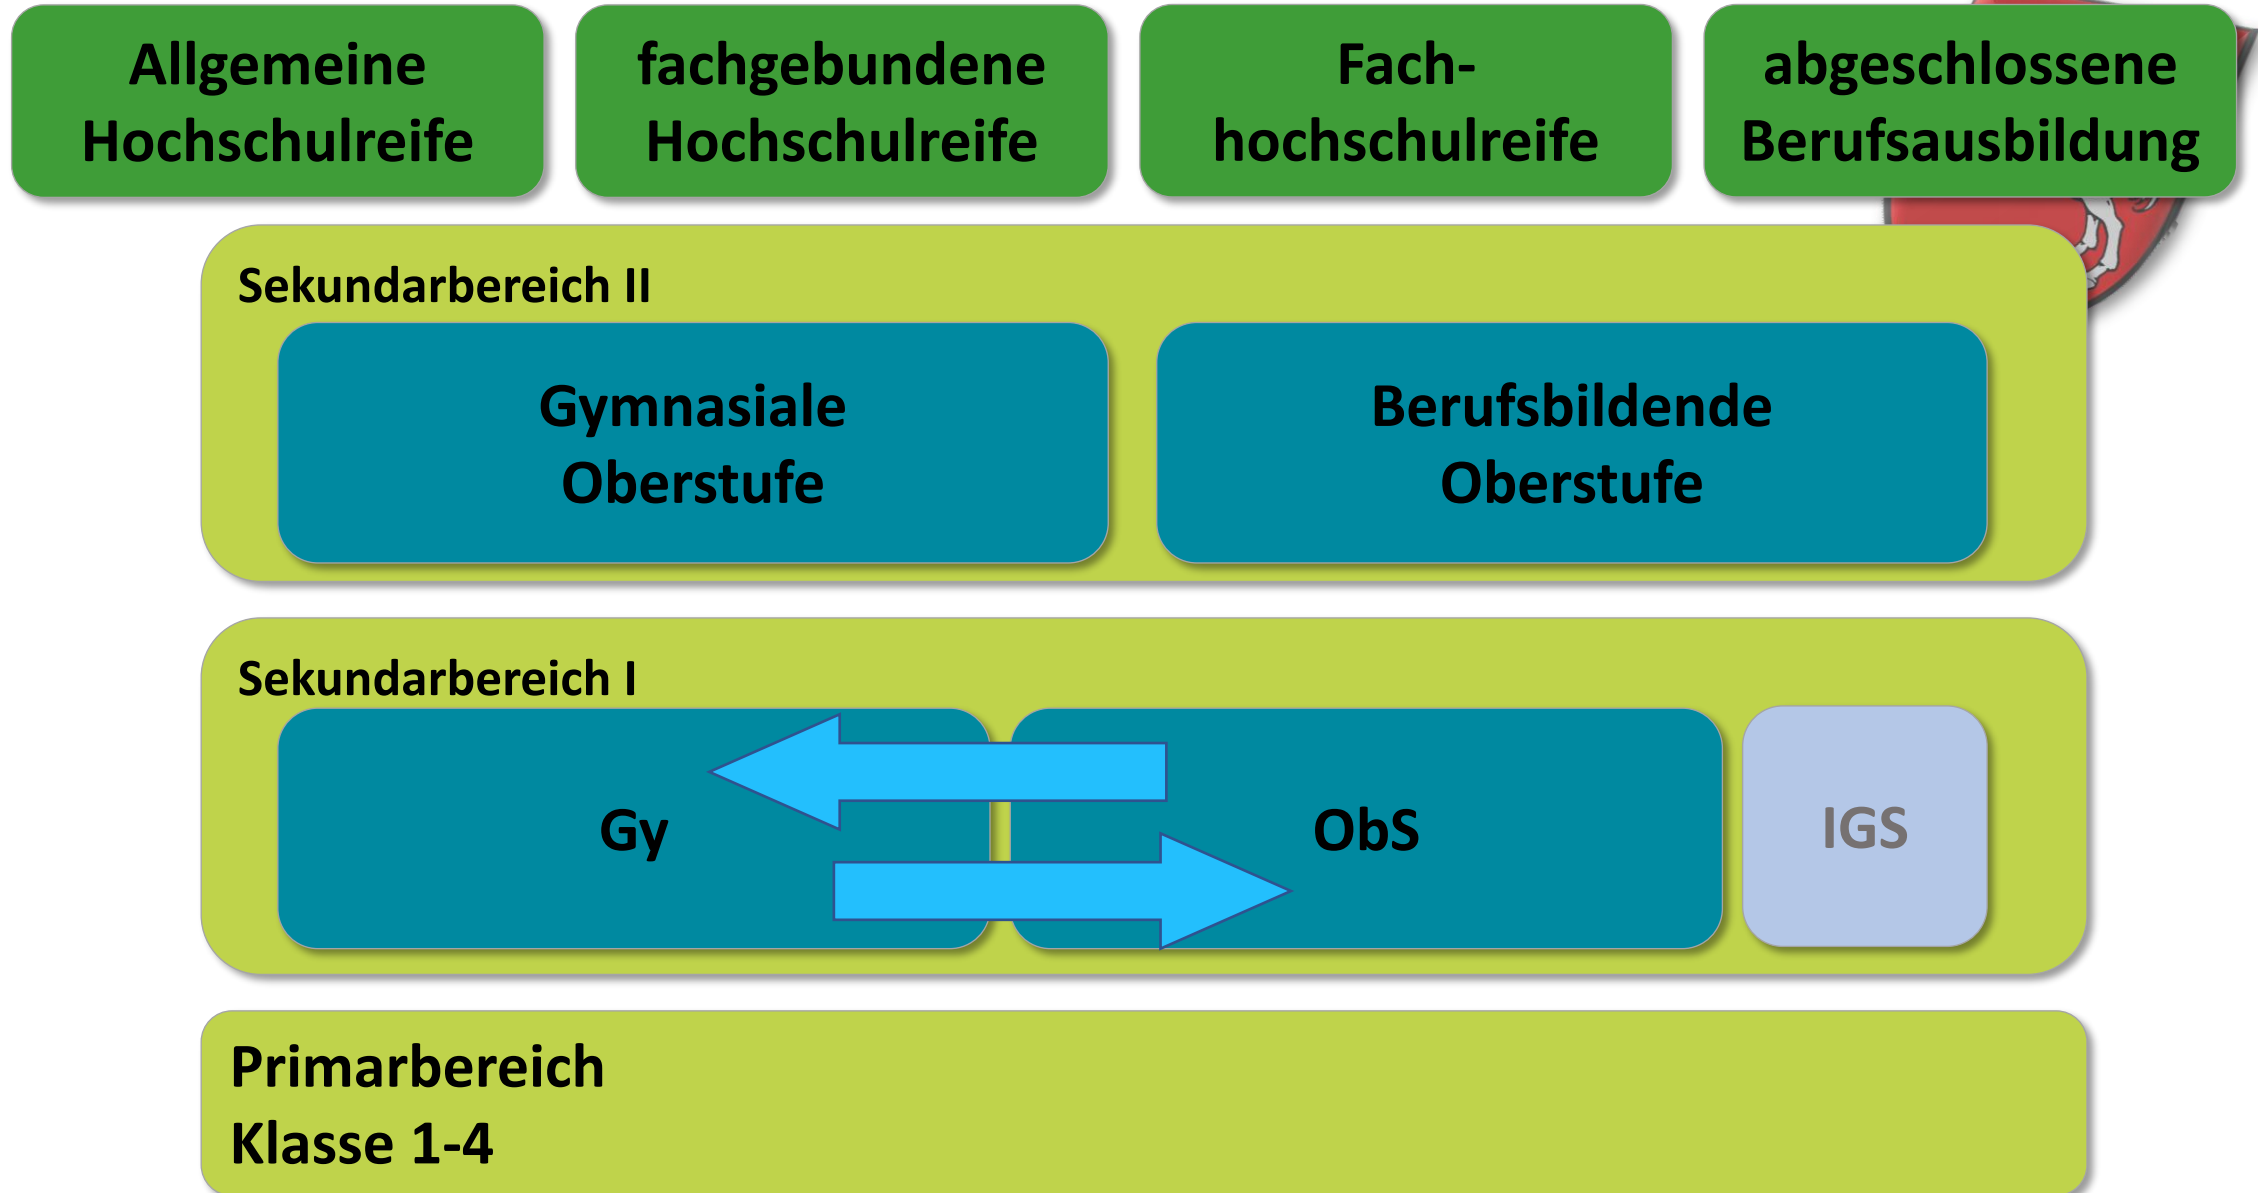 Allgemeine
Hochschulreife
fachgebundene
Hochschulreife
Fach-
hochschulreife
abgeschlossene
Berufsausbildung
Sekundarbereich II
Gymnasiale
Oberstufe
Berufsbildende
Oberstufe
Sekundarbereich I
Gy
ObS
IGS
Primarbereich
Klasse 1-4